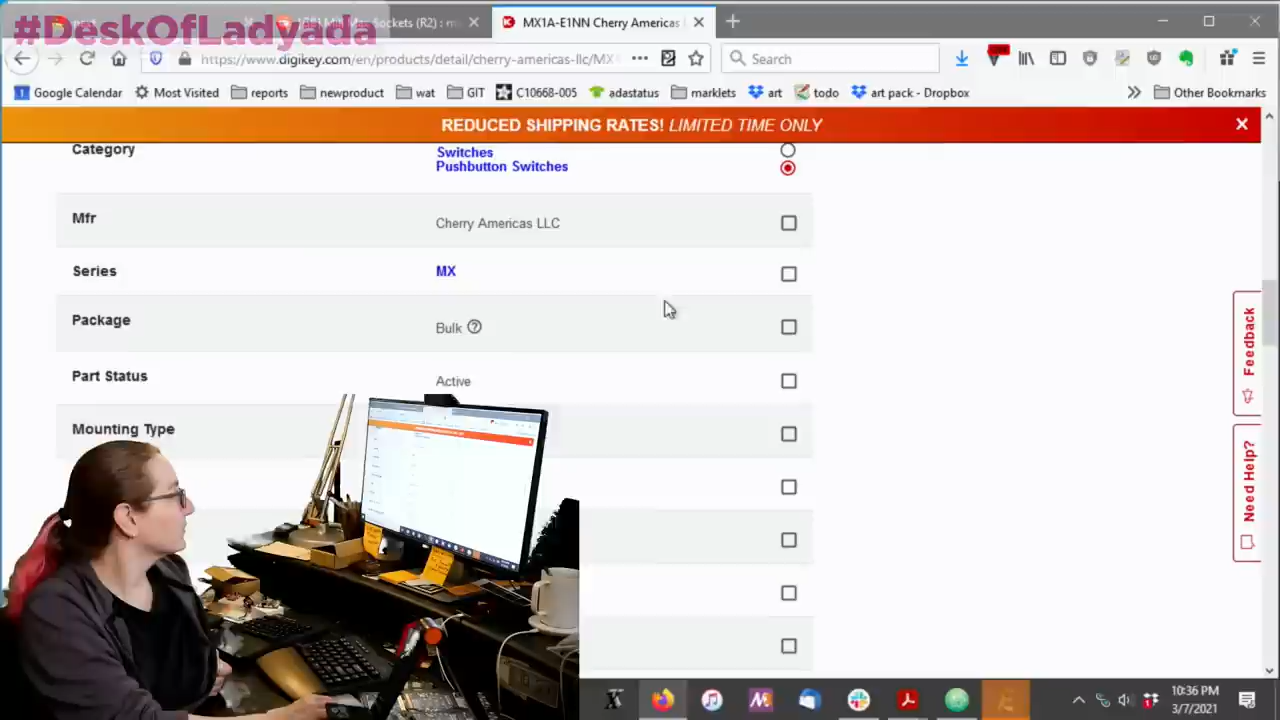 #DeskOfLadyada
Sockets (R2) :
MX1A-E1NN Cherry Americas
https://www.digikey.com/en/products/detail/cherry-americas-llc/MX
Search
Google Calendar
Most Visited
reports
newproduct
wat
GIT
C10668-005
adastatus
marklets
art
todo
art pack - Dropbox
Other Bookmarks
REDUCED SHIPPING RATES! LIMITED TIME ONLY
Category
Switches
Pushbutton Switches
Mfr
Cherry Americas LLC
Series
MX
Package
Bulk
Part Status
Active
Mounting Type
Feedback
Need Help?
10:36 PM
3/7/2021